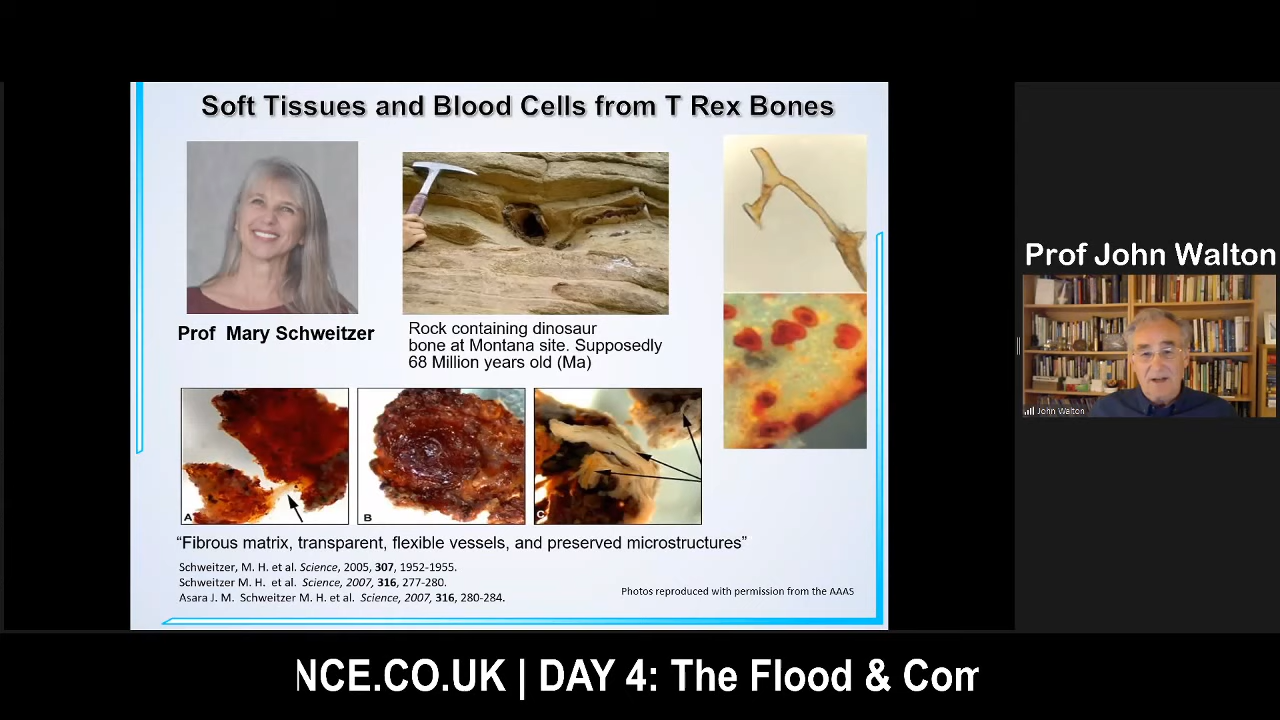 Soft Tissues and Blood Cells from T Rex Bones
Prof Mary Schweitzer
Rock containing dinosaur
bone at Montana site. Supposedly
68 Million years old (Ma)
A
B
C
“Fibrous matrix, transparent, flexible vessels, and preserved microstructures”
Schweitzer, M. H. et al. Science, 2005, 307, 1952-1955.
Schweitzer M. H. et al. Science, 2007, 316, 277-280.
Asara J. M. Schweitzer M. H. et al. Science, 2007, 316, 280-284.
Photos reproduced with permission from the AAAS
Prof John Walton
John Walton
NCE.CO.UK | DAY 4: The Flood & Com